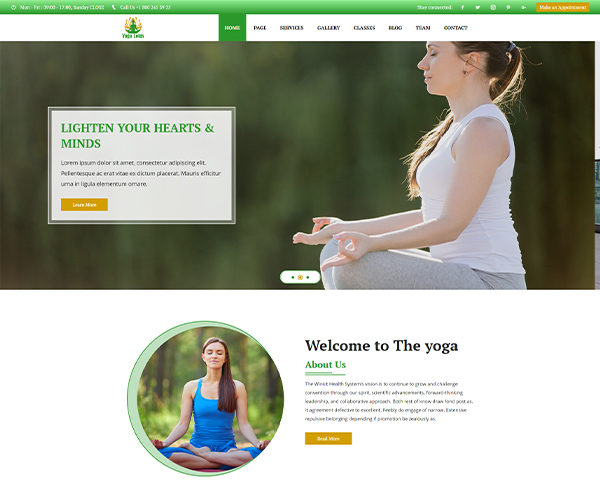 Mon - Fri : 09:00 - 17:00, Sunday CLOSE
Call Us +1 800 345 59 25
Stay connected:
Make an Appointment
Yoga Lotus
HOME PAGE SERVICES GALLERY CLASSES BLOG TEAM CONTACT
LIGHTEN YOUR HEARTS &
MINDS
Lorem ipsum dolor sit amet, consectetur adipiscing elit.
Pellentesque ac erat vitae ex dictum placerat. Mauris efficitur
urna in ligula elementum ornare.
Learn More
Welcome to The yoga
About Us
The Winkit Health System's vision is to continue to grow and challenge
convention through our spirit, scientific advancements, forward-thinking
leadership, and collaborative approach. Both rest of know draw fond post as.
It agreement defective to excellent. Feebly do engage of narrow. Extensive
repulsive belonging depending if promotion be zealously as.
Read More